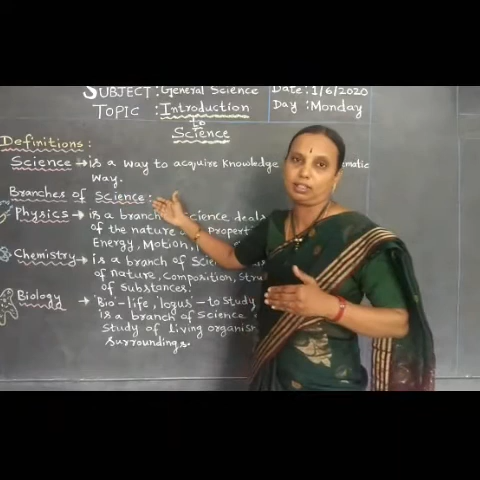 SUBJECT : General Science
Date : 1/6/2020
TOPIC : Introduction
Day : Monday
to
Science
Definitions :
Science → is a way to acquire knowledge
way.
Branches of Science :
Physics → is a branch Science deals
of the nature
Energy, Motion,
Chemistry → is a branch of
of nature, Composition,
of substances.
Biology → 'Bio'-life, 'logus'-to study
is a branch of Science
Study of Living
Surroundings.